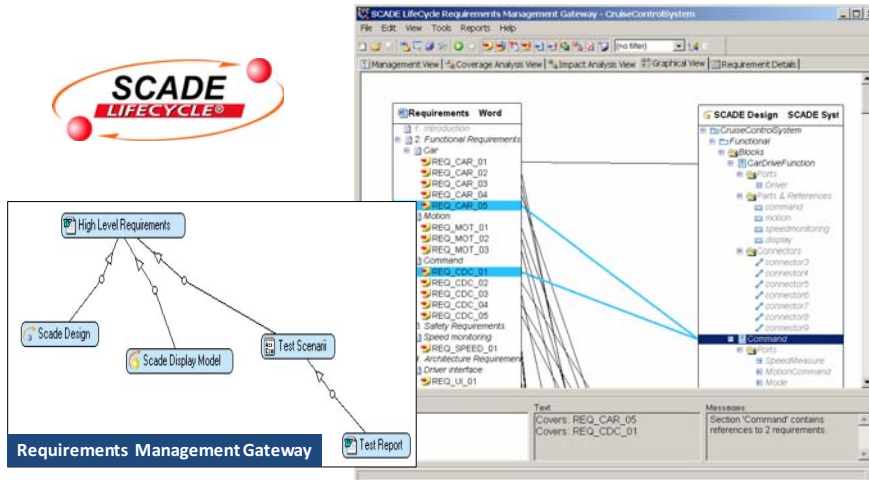 SCADE
LIFECYCLE®
High Level Requirements
Scade Design
Scade Display Model
Test Scenarii
Test Report
Requirements Management Gateway
SCADE LifeCycle Requirements Management Gateway - CruiseControlSystem
File Edit View Tools Reports Help
(no filter)
Management View Coverage Analysis View Impact Analysis View Graphical View Requirement Details
Requirements Word
1. Introduction
2. Functional Requirements
Car
REQ_CAR_01
REQ_CAR_02
REQ_CAR_03
REQ_CAR_04
REQ_CAR_05
Motion
REQ_MOT_01
REQ_MOT_02
REQ_MOT_03
Command
REQ_CDC_01
REQ_CDC_02
REQ_CDC_03
REQ_CDC_04
REQ_CDC_05
Safety Requirements
Speed monitoring
REQ_SPEED_01
Architecture Requirement
Driver interface
REQ_UI_01
SCADE Design SCADE Syst
CruiseControlSystem
Functional
Blocks
CarDriveFunction
Ports
Driver
Parts & References
command
motion
speedmonitoring
display
Connectors
connector3
connector4
connector5
connector6
connector7
connector8
connector9
Command
Ports
SpeedMeasure
MotionCommand
Mode
Text
Covers: REQ_CAR_05
Covers: REQ_CDC_01
Messages
Section 'Command' contains
references to 2 requirements.